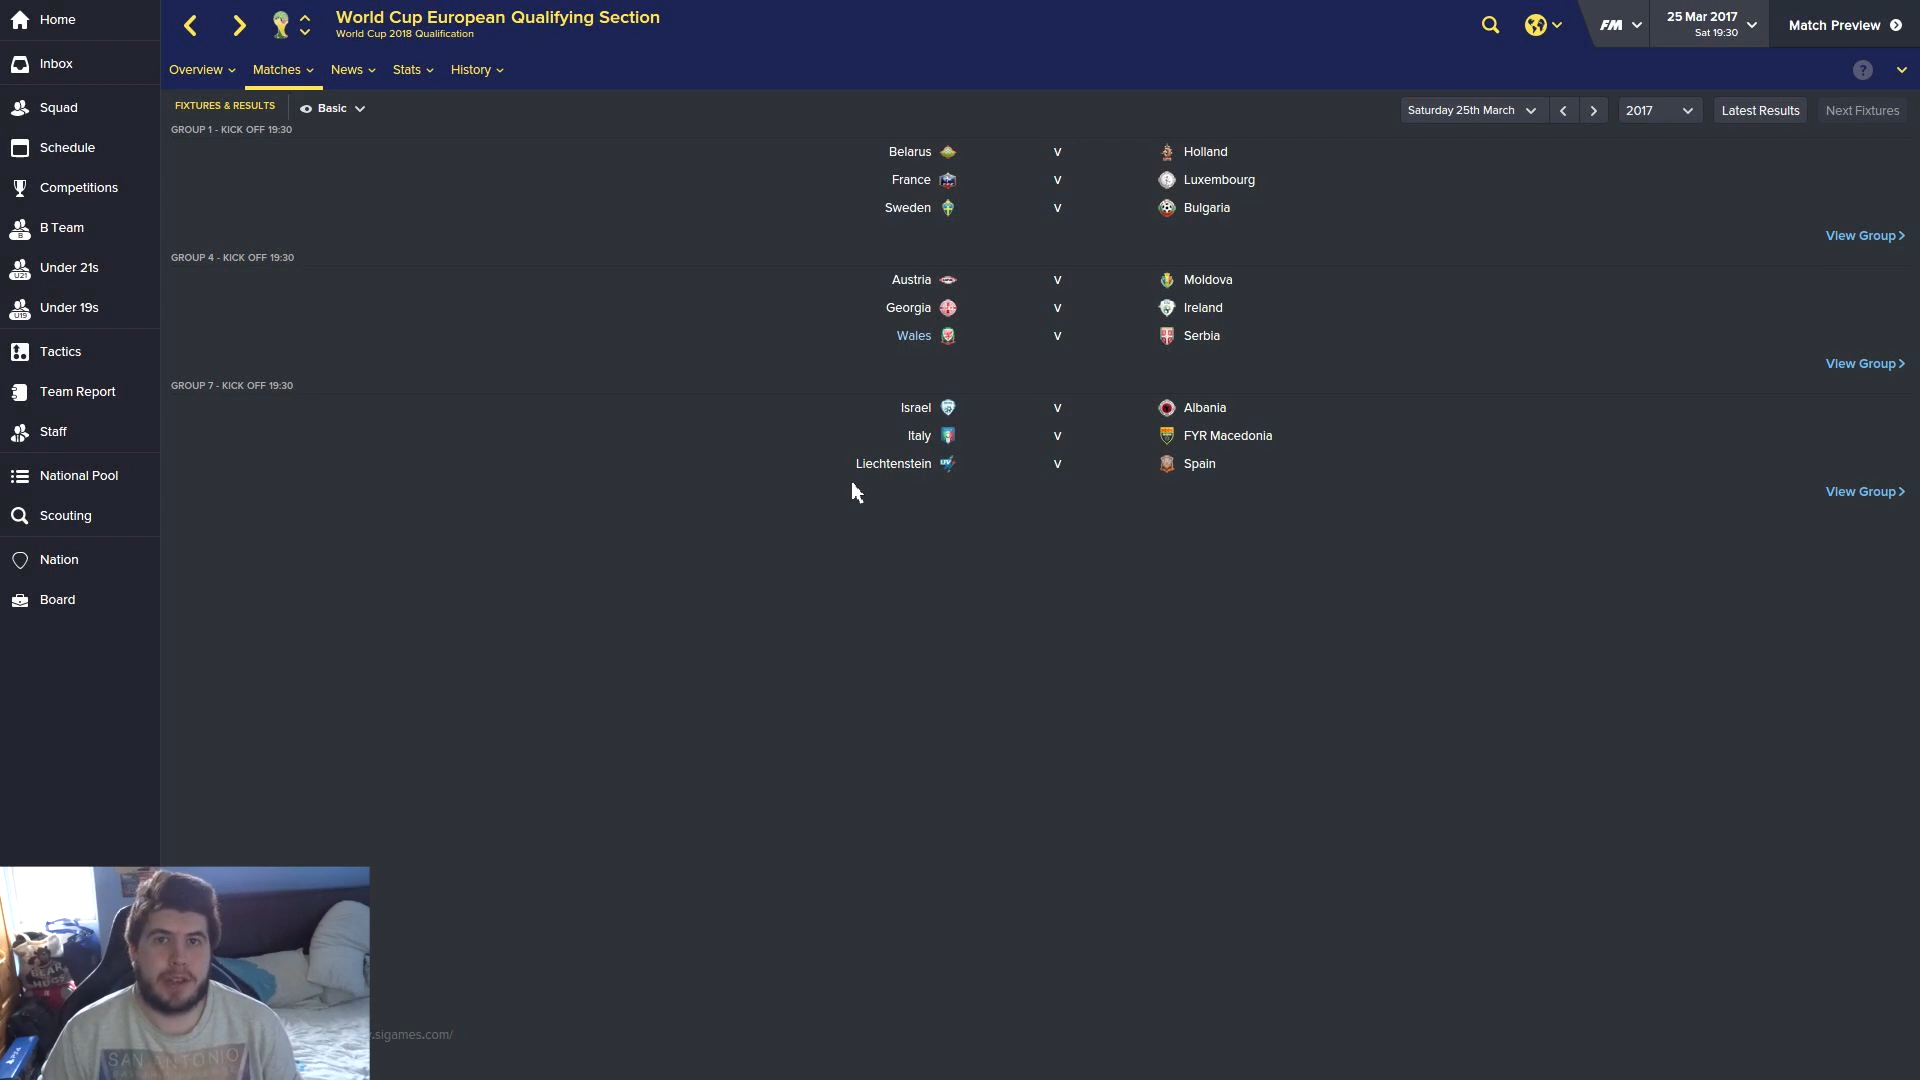 Home
Inbox
Squad
Schedule
Competitions
B Team
Under 21s
Under 19s
Tactics
Team Report
Staff
National Pool
Scouting
Nation
Board
World Cup European Qualifying Section
World Cup 2018 Qualification
FM
25 Mar 2017
Sat 19:30
Match Preview
Overview Matches News Stats History
?
FIXTURES & RESULTS Basic
Saturday 25th March 2017 Latest Results Next Fixtures
GROUP 1 - KICK OFF 19:30
Belarus v Holland
France v Luxembourg
Sweden v Bulgaria
View Group
GROUP 4 - KICK OFF 19:30
Austria v Moldova
Georgia v Ireland
Wales v Serbia
View Group
GROUP 7 - KICK OFF 19:30
Israel v Albania
Italy v FYR Macedonia
Liechtenstein v Spain
View Group
.sigames.com/
BEAR
HUGS
SAN ANTONIO